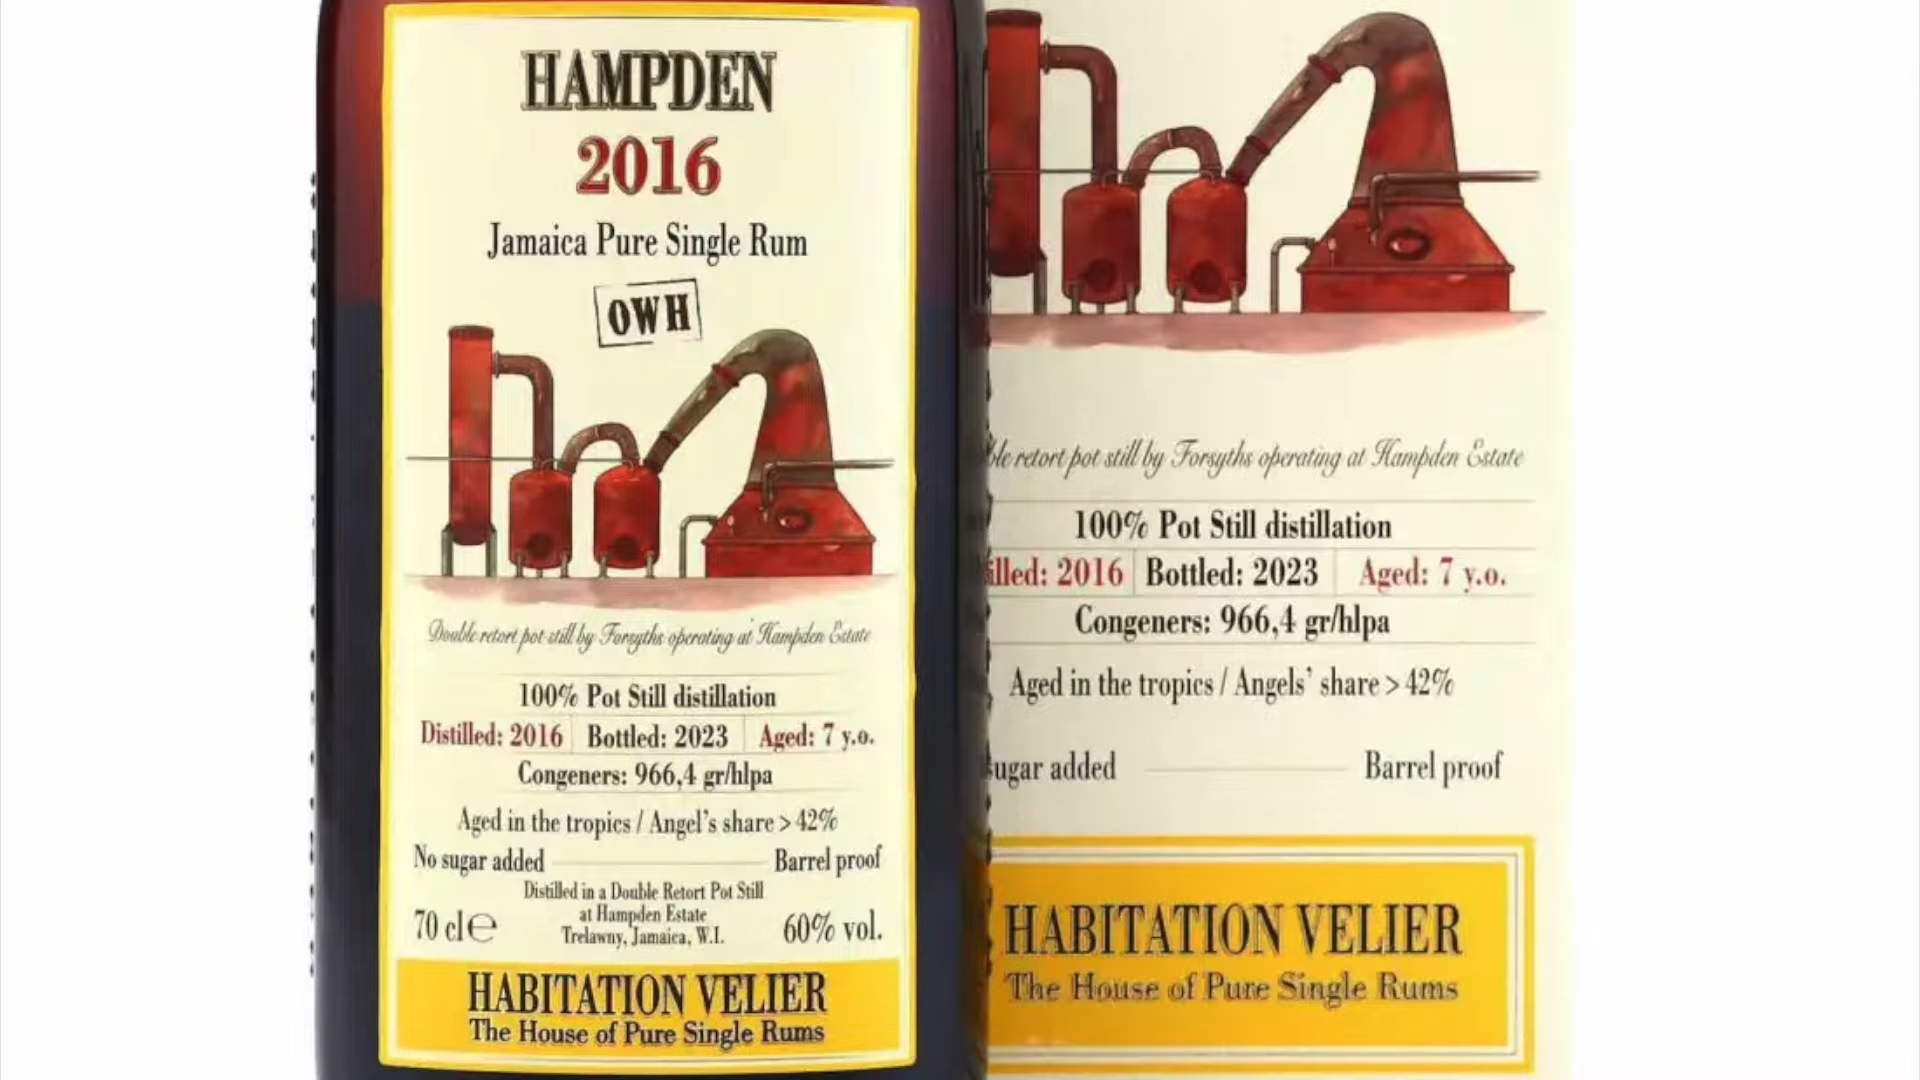 HAMPDEN
2016
Jamaica Pure Single Rum
OWH
Double retort pot still by Forsyths operating at Hampden Estate
100% Pot Still distillation
Distilled: 2016 Bottled: 2023 Aged: 7 y.o.
Congeners: 966,4 gr/hlpa
Aged in the tropics / Angel's share > 42%
No sugar added Barrel proof
Distilled in a Double Retort Pot Still
at Hampden Estate
Trelawny, Jamaica, W.I.
70 cl e 60% vol.
HABITATION VELIER
The House of Pure Single Rums
ble retort pot still by Forsyths operating at Hampden Estate
100% Pot Still distillation
illed: 2016 Bottled: 2023 Aged: 7 y.o.
Congeners: 966,4 gr/hlpa
Aged in the tropics / Angels' share > 42%
sugar added Barrel proof
HABITATION VELIER
The House of Pure Single Rums